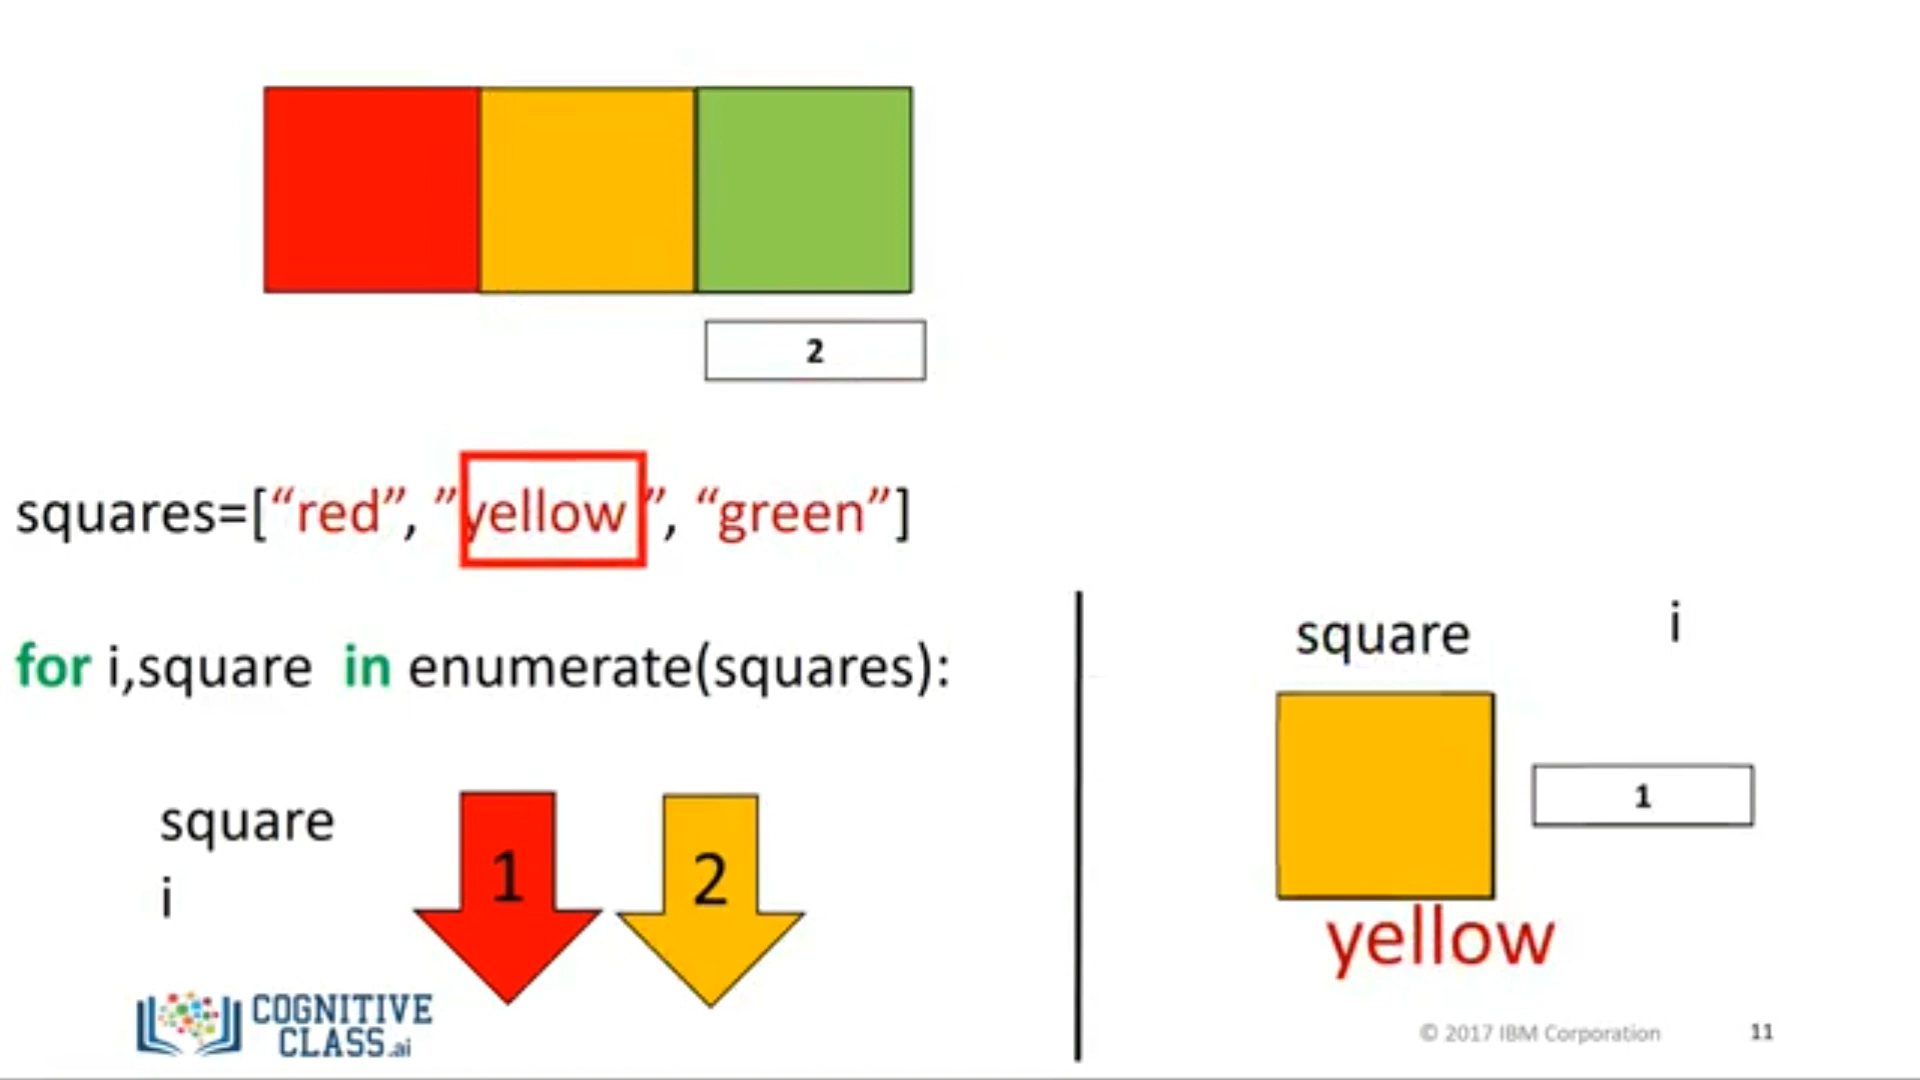 2
squares=[“red”, ”yellow”, “green”]
for i,square in enumerate(squares):
square
i
1
2
square
i
1
yellow
COGNITIVE
CLASS.ai
© 2017 IBM Corporation
11